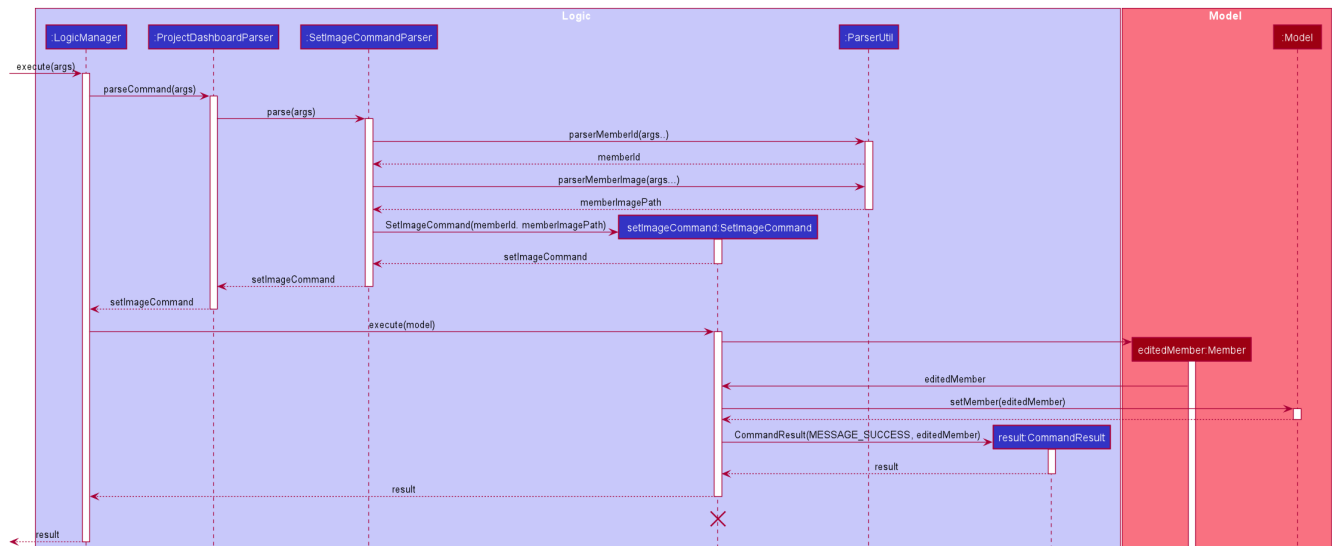 Logic
Model
:LogicManager
:ProjectDashboardParser
:SetImageCommandParser
:ParserUtil
:Model
execute(args)
parseCommand(args)
parse(args)
parserMemberId(args..)
memberId
parserMemberImage(args...)
memberImagePath
SetImageCommand(memberId. memberImagePath)
setImageCommand:SetImageCommand
setImageCommand
setImageCommand
setImageCommand
execute(model)
editedMember:Member
editedMember
setMember(editedMember)
CommandResult(MESSAGE_SUCCESS, editedMember)
result:CommandResult
result
result
result